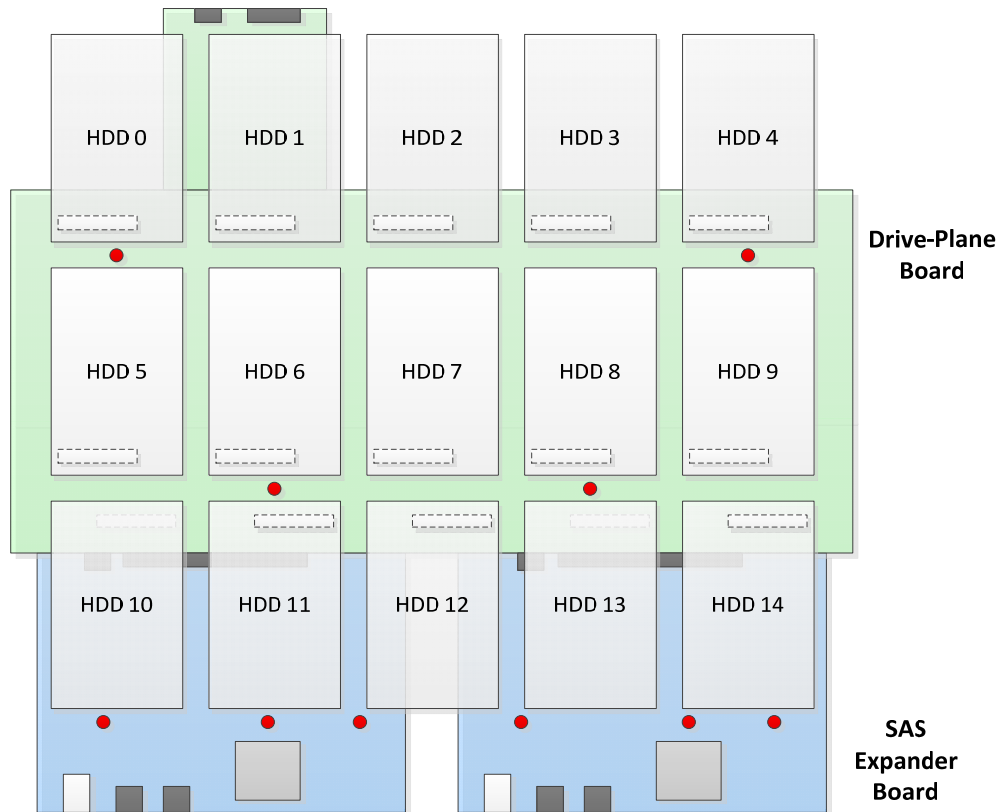 HDD 0
HDD 1
HDD 2
HDD 3
HDD 4
Drive-Plane
Board
HDD 5
HDD 6
HDD 7
HDD 8
HDD 9
HDD 10
HDD 11
HDD 12
HDD 13
HDD 14
SAS
Expander
Board